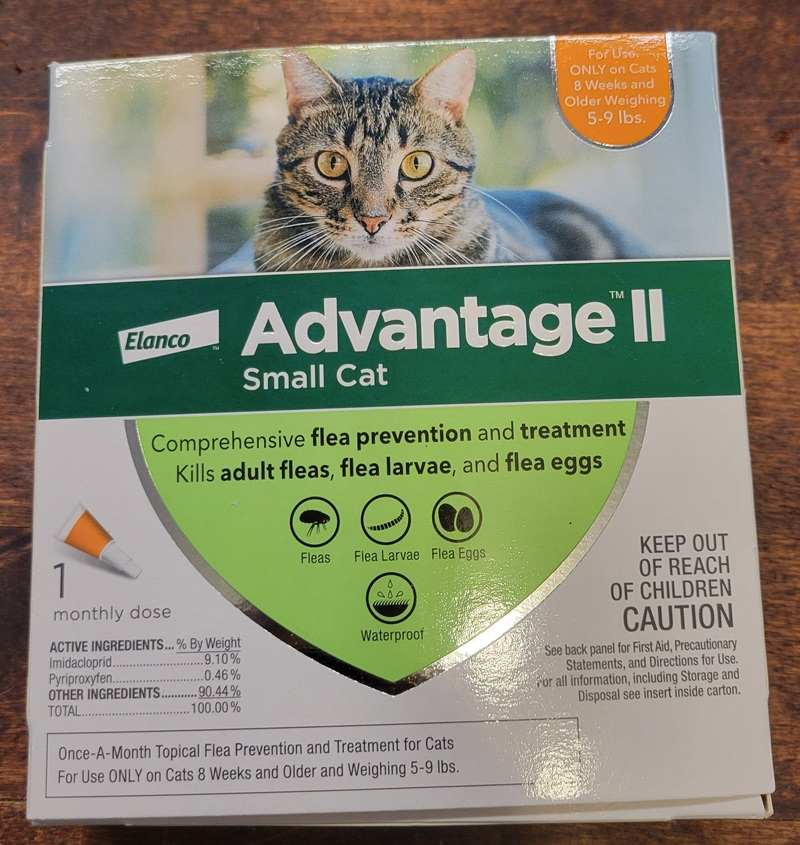 For Use
ONLY on Cats
8 Weeks and
Older Weighing
5-9 lbs.
Elanco™
Advantage™ II
Small Cat
Comprehensive flea prevention and treatment
Kills adult fleas, flea larvae, and flea eggs
Fleas Flea Larvae Flea Eggs
Waterproof
1
monthly dose
KEEP OUT
OF REACH
OF CHILDREN
CAUTION
See back panel for First Aid, Precautionary
Statements, and Directions for Use.
For all information, including Storage and
Disposal see insert inside carton.
ACTIVE INGREDIENTS... % By Weight
Imidacloprid....................9.10 %
Pyriproxyfen....................0.46 %
OTHER INGREDIENTS..........90.44 %
TOTAL..........................100.00 %
Once-A-Month Topical Flea Prevention and Treatment for Cats
For Use ONLY on Cats 8 Weeks and Older and Weighing 5-9 lbs.